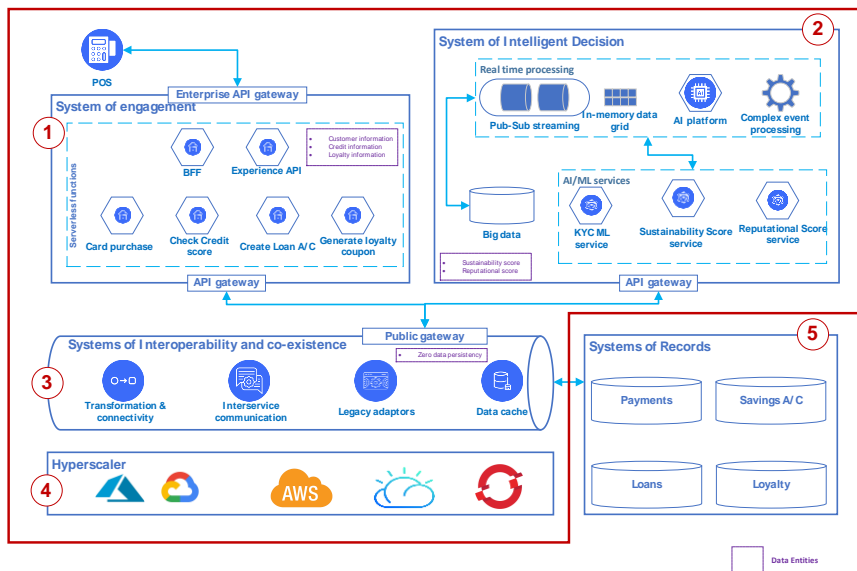 POS
Enterprise API gateway
System of engagement
1
Customer information
Credit information
Loyalty information
Serverless functions
BFF
Experience API
Card purchase
Check Credit
score
Create Loan A/C
Generate loyalty
coupon
API gateway
System of Intelligent Decision
2
Real time processing
Pub-Sub streaming
In-memory data
grid
AI platform
Complex event
processing
AI/ML services
KYC ML
service
Sustainability Score
service
Reputational Score
service
Big data
Sustainability score
Reputational score
API gateway
Public gateway
Systems of Interoperability and co-existence
Zero data persistency
3
Transformation &
connectivity
Interservice
communication
Legacy adaptors
Data cache
Hyperscaler
4
AWS
5
Systems of Records
Payments
Savings A/ C
Loans
Loyalty
Data Entities